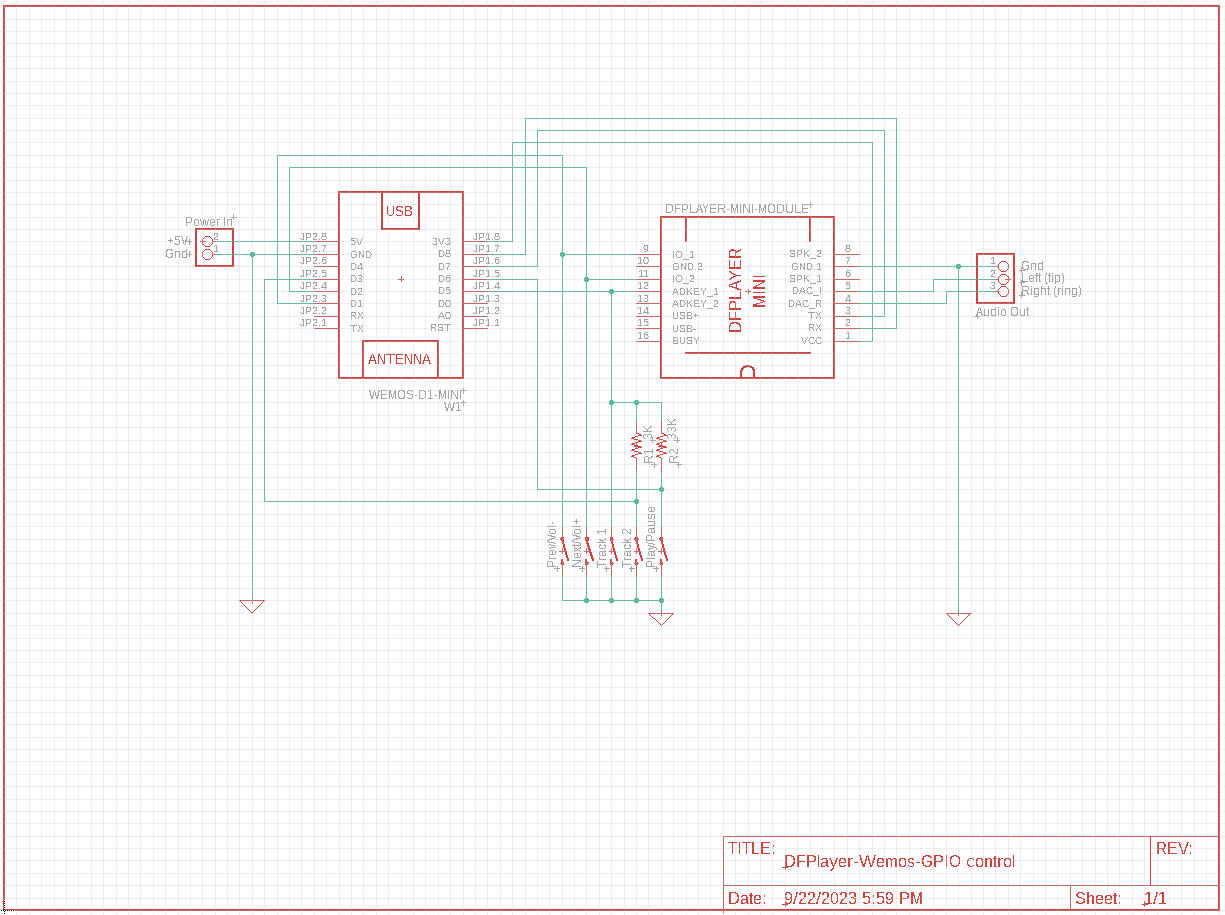 DFPLAYER-MINI-MODULE
Power In
+5V
2
Gnd
1
USB
JP2.8
JP2.7
JP2.6
JP2.5
JP2.4
JP2.3
JP2.2
JP2.1
5V
GND
D4
D3
D2
D1
RX
TX
3V3
D8
D7
D6
D5
D0
A0
RST
JP1.8
JP1.7
JP1.6
JP1.5
JP1.4
JP1.3
JP1.2
JP1.1
ANTENNA
WEMOS-D1-MINI
W1
9
10
11
12
13
14
15
16
IO_1
GND.2
IO_2
ADKEY_1
ADKEY_2
USB+
USB-
BUSY
DFPLAYER
MINI
SPK_2
GND.1
SPK_1
DAC_I
DAC_R
TX
RX
VCC
8
7
6
5
4
3
2
1
1
2
3
Gnd
Left (tip)
Right (ring)
Audio Out
R1
3K
R2
33K
Prev/Vol-
Next/Vol+
Track 1
Track 2
Play/Pause
TITLE:
DFPlayer-Wemos-GPIO control
REV:
Date: 9/22/2023 5:59 PM
Sheet: 1/1